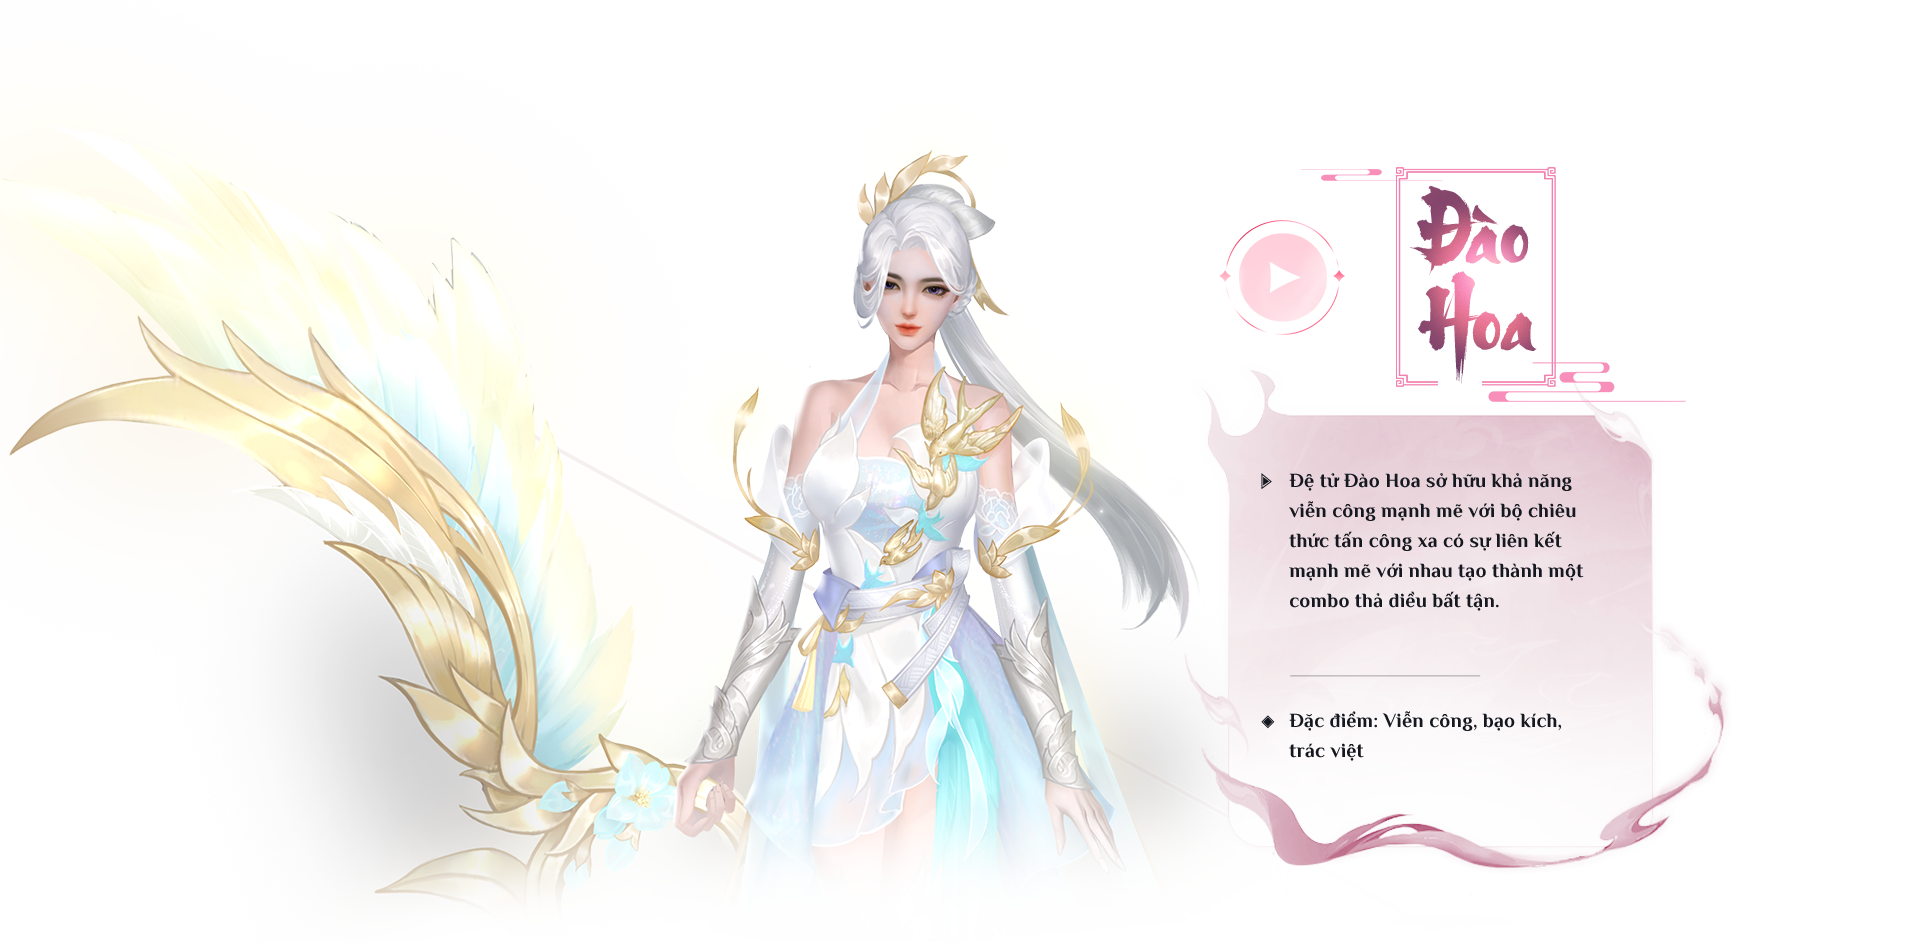 Đào
Hoa
Đệ tử Đào Hoa sở hữu khả năng
viễn công mạnh mẽ với bộ chiêu
thức tấn công xa có sự liên kết
mạnh mẽ với nhau tạo thành một
combo thả diều bất tận.
Đặc điểm: Viễn công, bạo kích,
trác việt